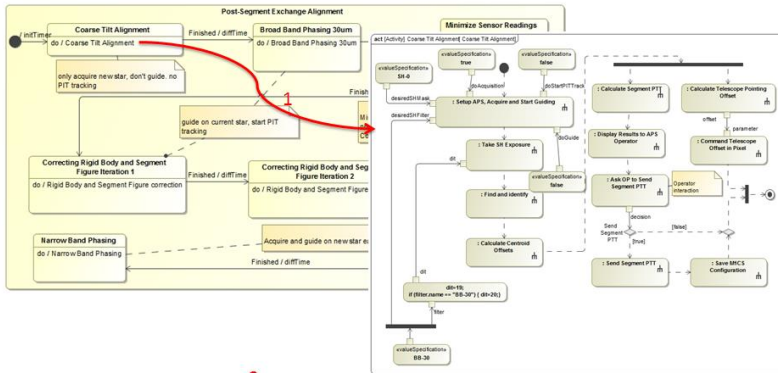 Post-Segment Exchange Alignment
/ initTimer
Coarse Tilt Alignment
do / Coarse Tilt Alignment
Finished / diffTime
Broad Band Phasing 30um
do / Broad Band Phasing 30um
Minimize Sensor Readings
only acquire new star, don't guide. no
PIT tracking
1
guide on current star, start PIT
tracking
Correcting Rigid Body and Segment
Figure Iteration 1
do / Rigid Body and Segment Figure correction
Finished / diffTime
Correcting Rigid Body and Seg
Figure Iteration 2
do / Rigid Body and Segment Figure
Narrow Band Phasing
do / Narrow Band Phasing
Acquire and guide on new star
Finished / diffTime
act [Activity] Coarse Tilt Alignment[ Coarse Tilt Alignment]
«valueSpecification»
true
«valueSpecification»
false
«valueSpecification»
SH-0
doAcquisition
doStartPITTrack
desiredSHMask
: Setup APS, Acquire and Start Guiding
desiredSHFilter
doGuide
: Take SH Exposure
dit
«valueSpecification»
false
: Find and identify
: Calculate Centroid
Offsets
dit
dit=19;
if (filter.name == "BB-30") { dit=20;}
filter
«valueSpecification»
BB-30
: Calculate Segment PTT
: Calculate Telescope Pointing
Offset
offset
parameter
: Display Results to APS
Operator
: Command Telescope
Offset in Pixel
: Ask OP to Send
Segment PTT
Operator
interaction
decision
Send
Segment
PTT
[false]
[true]
: Send Segment PTT
: Save M1CS
Configuration